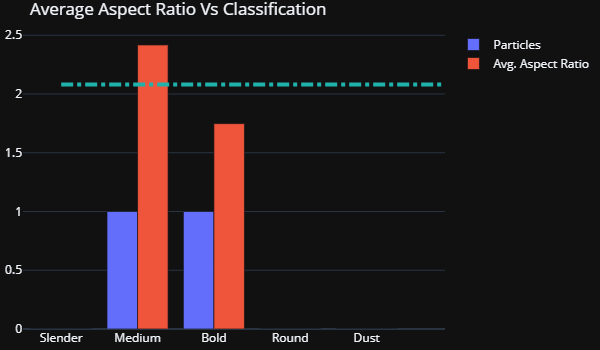 Average Aspect Ratio Vs Classification
2.5
2
1.5
1
0.5
0
Slender Medium Bold Round Dust
Particles
Avg. Aspect Ratio